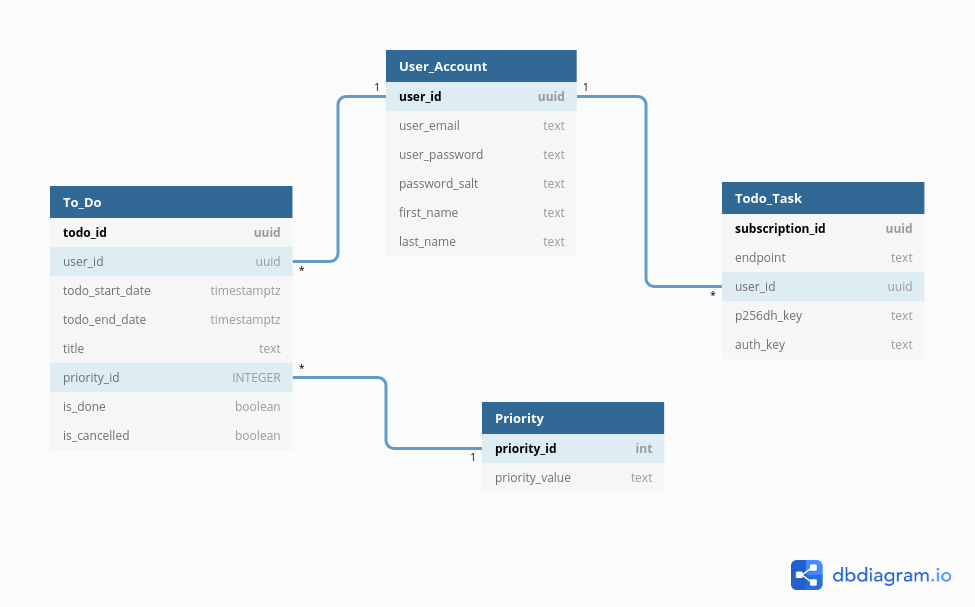 User_Account
1
1
user_id uuid
user_email text
user_password text
password_salt text
first_name text
last_name text
To_Do
todo_id uuid
user_id uuid
*
todo_start_date timestamptz
todo_end_date timestamptz
title text
*
priority_id INTEGER
is_done boolean
is_cancelled boolean
Todo_Task
subscription_id uuid
endpoint text
user_id uuid
*
p256dh_key text
auth_key text
Priority
priority_id int
1
priority_value text
dbdiagram.io